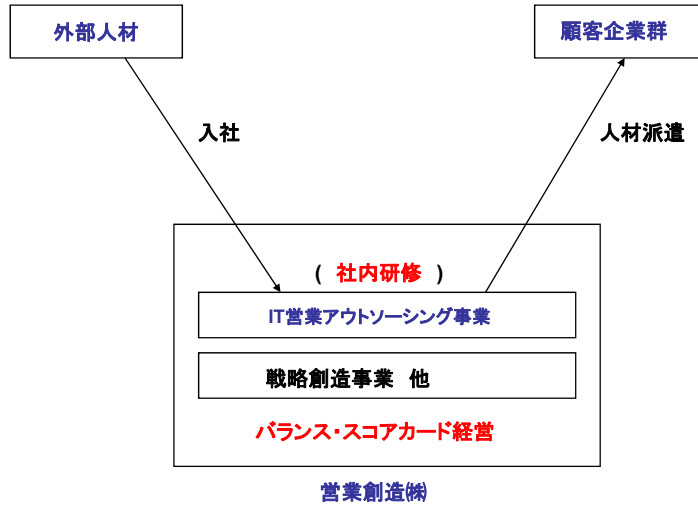 外部人材
顧客企業群
入社
人材派遣
( 社内研修 )
IT営業アウトソーシング事業
戦略創造事業 他
バランス・スコアカード経営
営業創造㈱